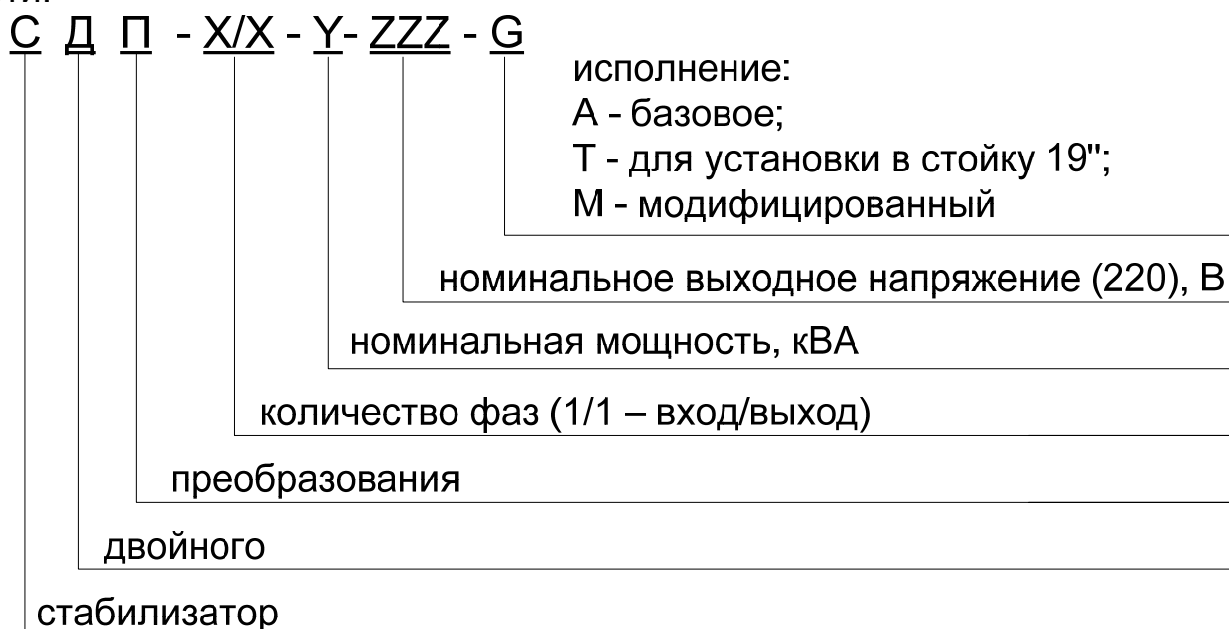 С Д П - X/X - Y- ZZZ - G
исполнение:
А - базовое;
Т - для установки в стойку 19";
М - модифицированный
номинальное выходное напряжение (220), В
номинальная мощность, кВА
количество фаз (1/1 – вход/выход)
преобразования
двойного
стабилизатор